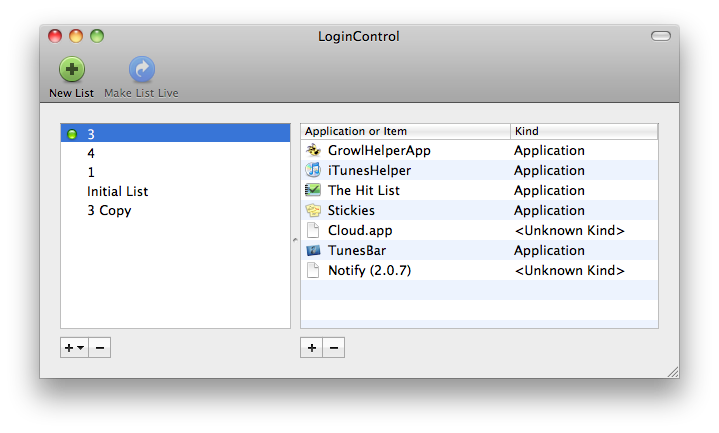 LoginControl
New List Make List Live
3
4
1
Initial List
3 Copy
Application or Item Kind
GrowlHelperApp Application
iTunesHelper Application
The Hit List Application
Stickies Application
Cloud.app <Unknown Kind>
TunesBar Application
Notify (2.0.7) <Unknown Kind>